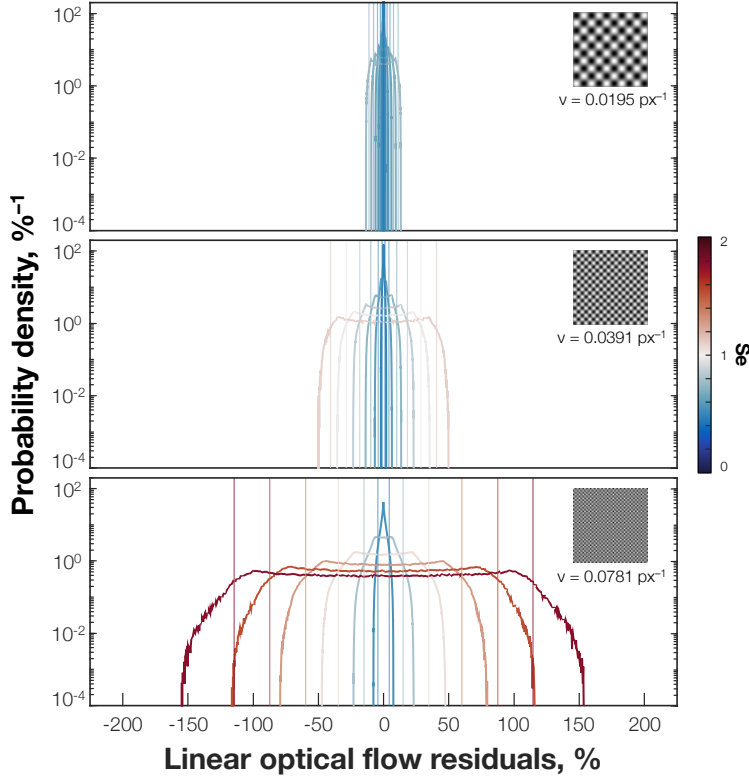 10²
10⁰
10⁻²
10⁻⁴
ν = 0.0195 px⁻¹
10²
10⁰
10⁻²
10⁻⁴
ν = 0.0391 px⁻¹
10²
10⁰
10⁻²
10⁻⁴
ν = 0.0781 px⁻¹
Probability density, %⁻¹
2
1
0
Se
-200 -150 -100 -50 0 50 100 150 200
Linear optical flow residuals, %